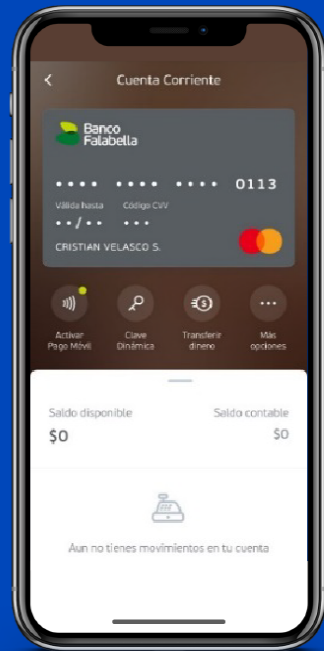 Cuenta Corriente
Banco
Falabella
•••• •••• •••• 0113
Válida hasta Código CVV
••/•• •••
CRISTIAN VELASCO S.
Activar
Pago Móvil
Clave
Dinámica
Transferir
dinero
Más
opciones
Saldo disponible Saldo contable
$0 $0
Aun no tienes movimientos en tu cuenta